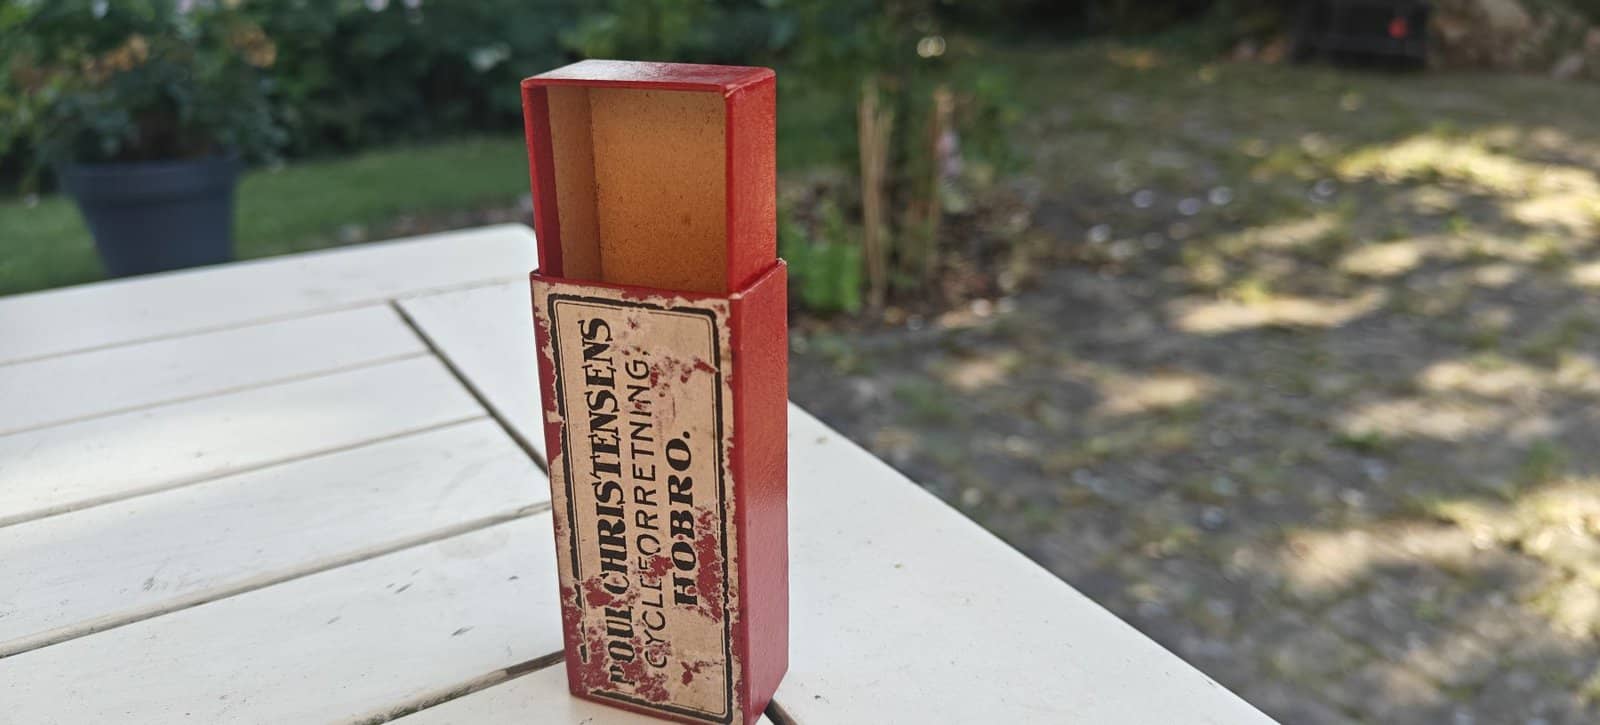 POUL CHRISTENSENS
CYCLEFORRETNING,
HOBRO.